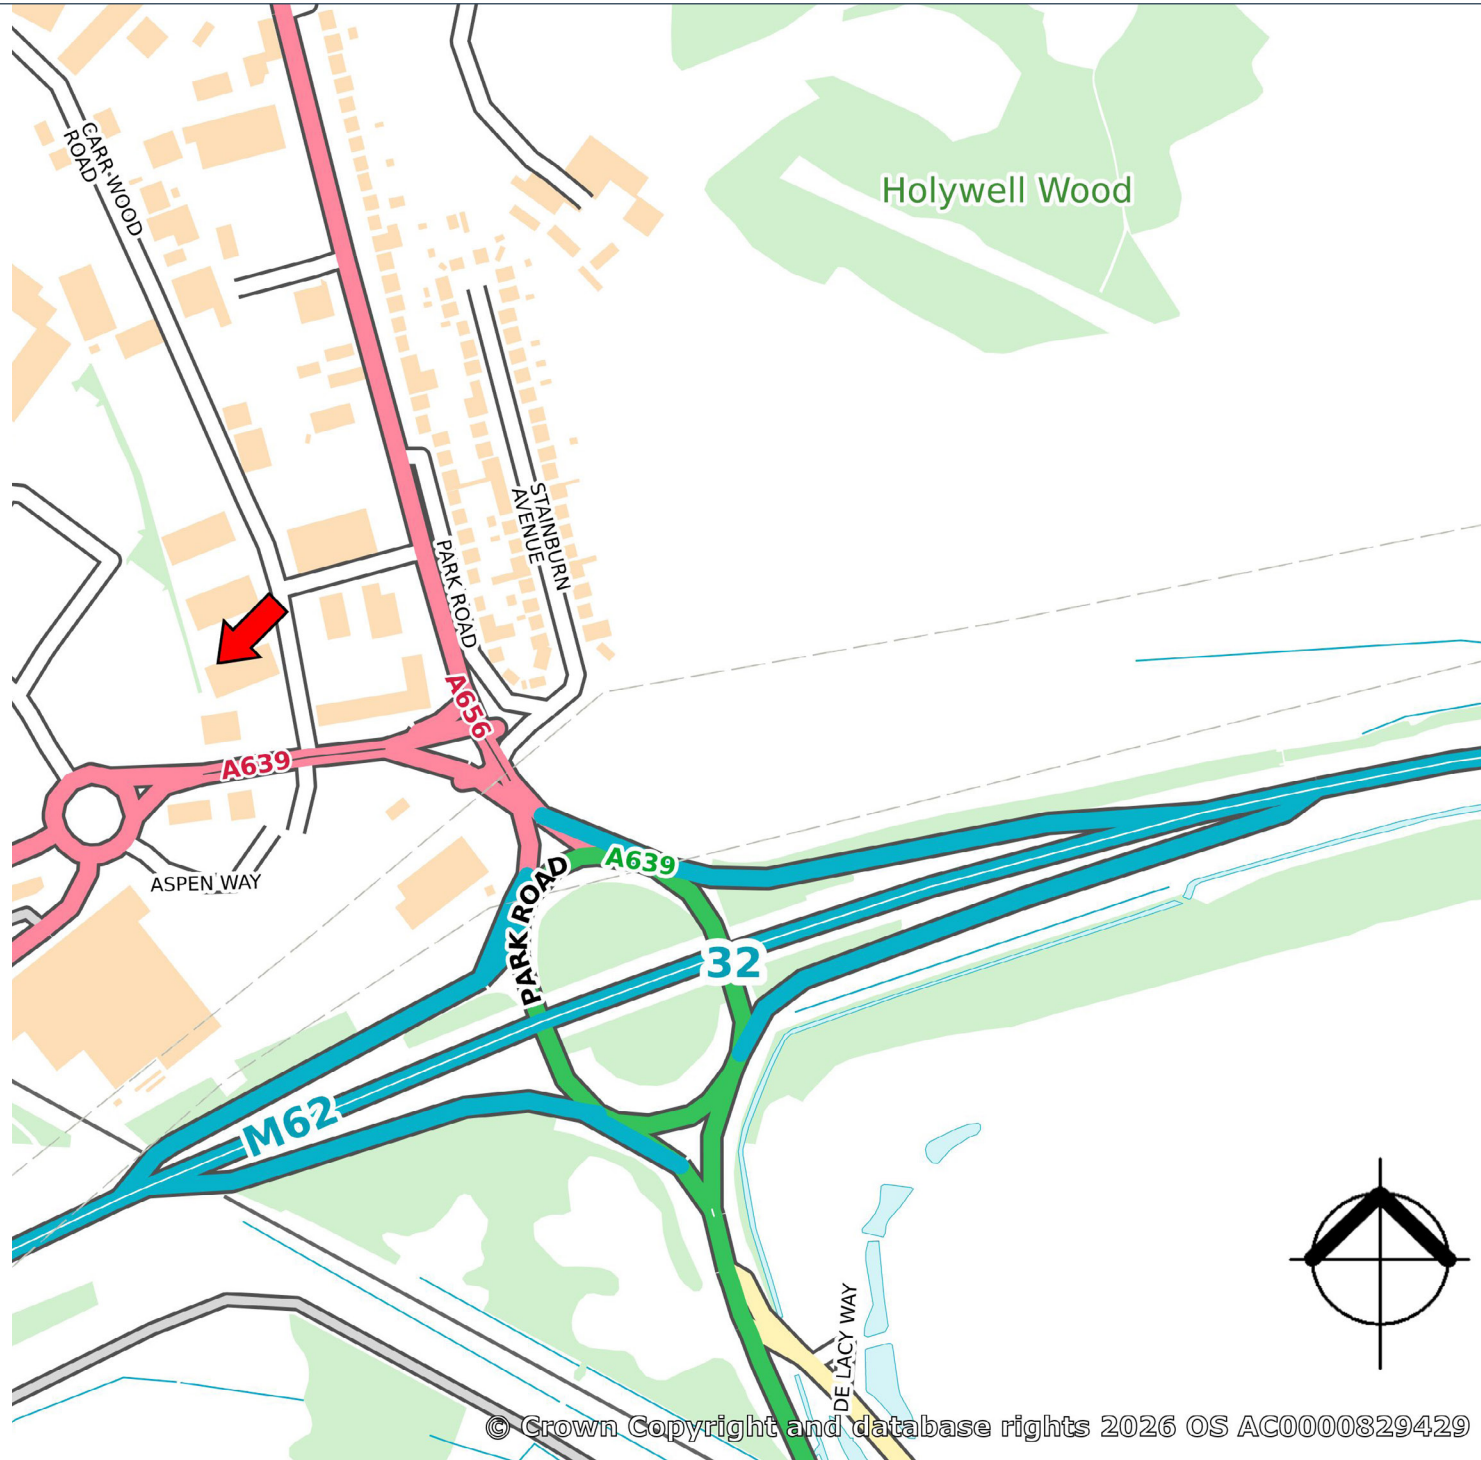 CARR WOOD
ROAD
Holywell Wood
STAINBURN
AVENUE
PARK ROAD
A656
A639
A639
PARK ROAD
ASPEN WAY
32
M62
DE LACY WAY
© Crown Copyright and database rights 2026 OS AC0000829429